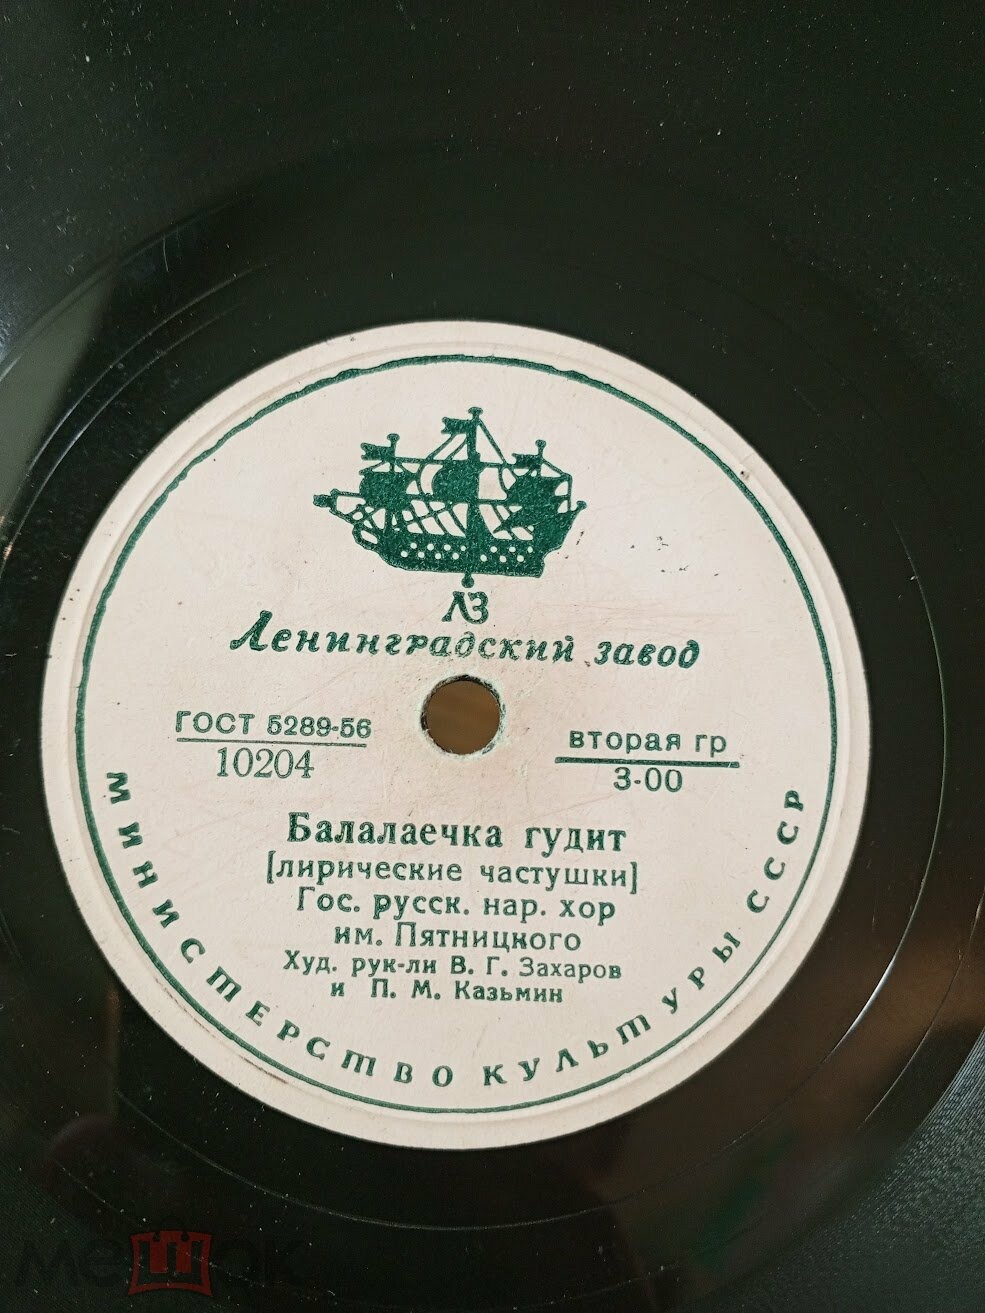 ЛЗ
Ленинградский завод
ГОСТ 5289-56
10204
вторая гр
3-00
Балалаечка гудит
[лирические частушки]
Гос. русск. нар. хор
им. Пятницкого
Худ. рук-ли В. Г. Захаров
и П. М. Казьмин
МИНИСТЕРСТВО КУЛЬТУРЫ СССР
мешок